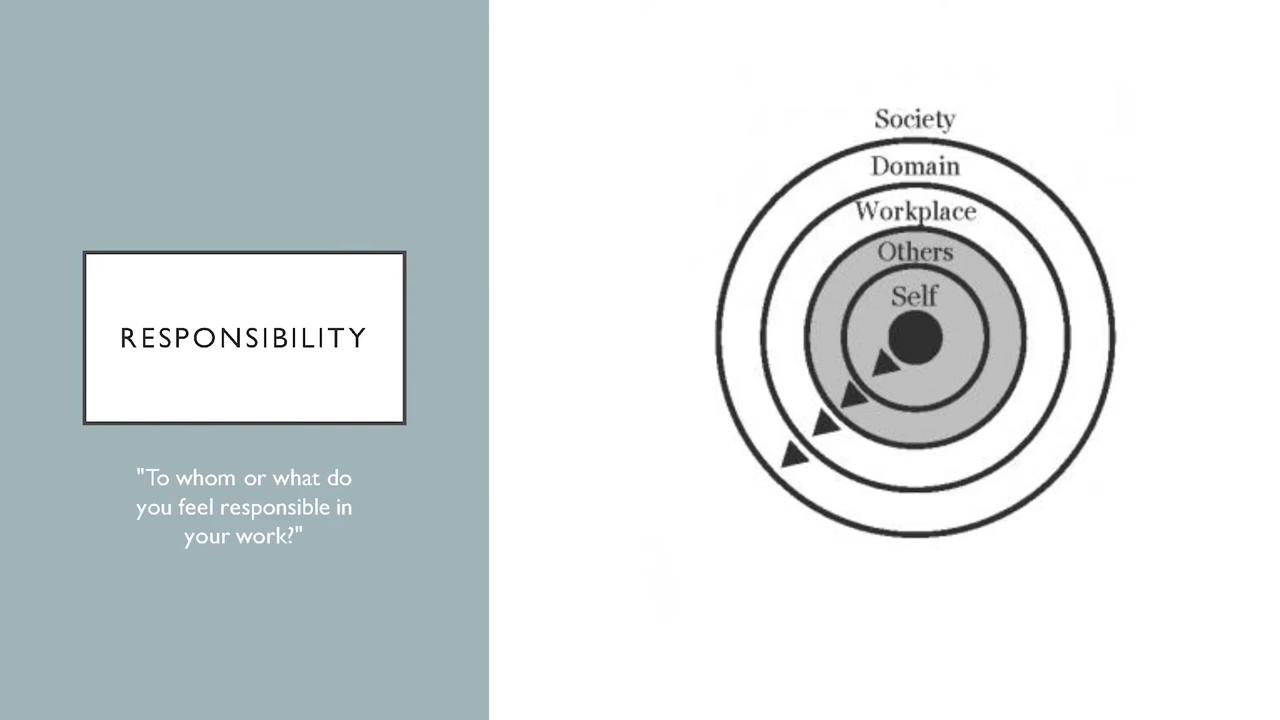 RESPONSIBILITY
"To whom or what do
you feel responsible in
your work?"
Society
Domain
Workplace
Others
Self